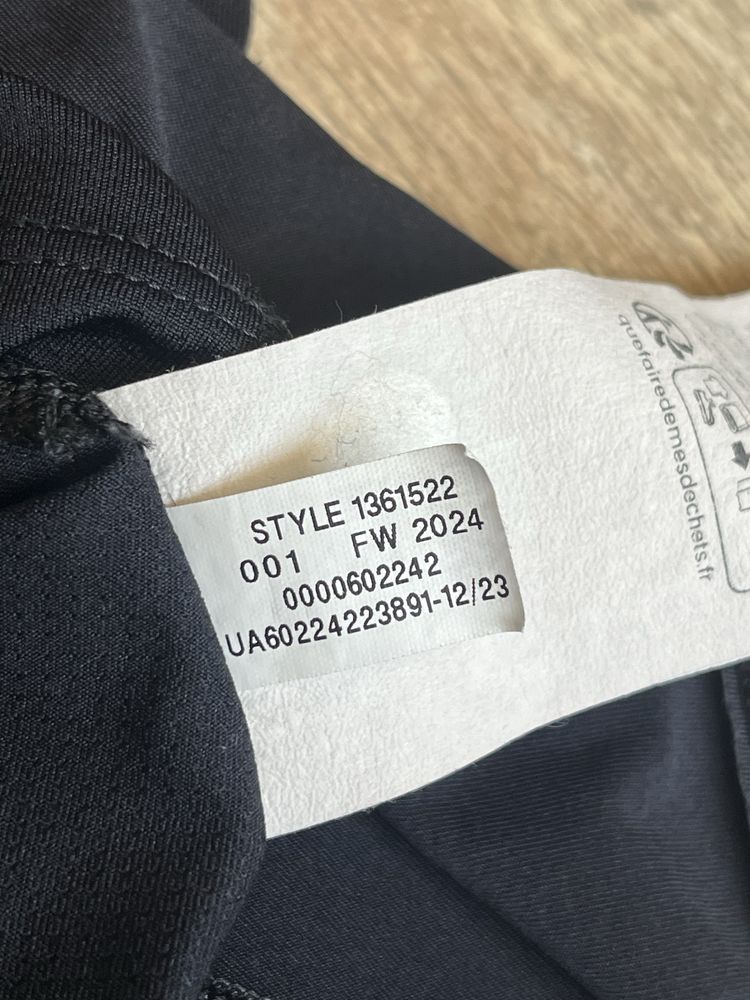 STYLE 1361522
001 FW 2024
0000602242
UA60224223891-12/23
quefairedemesdechets.fr